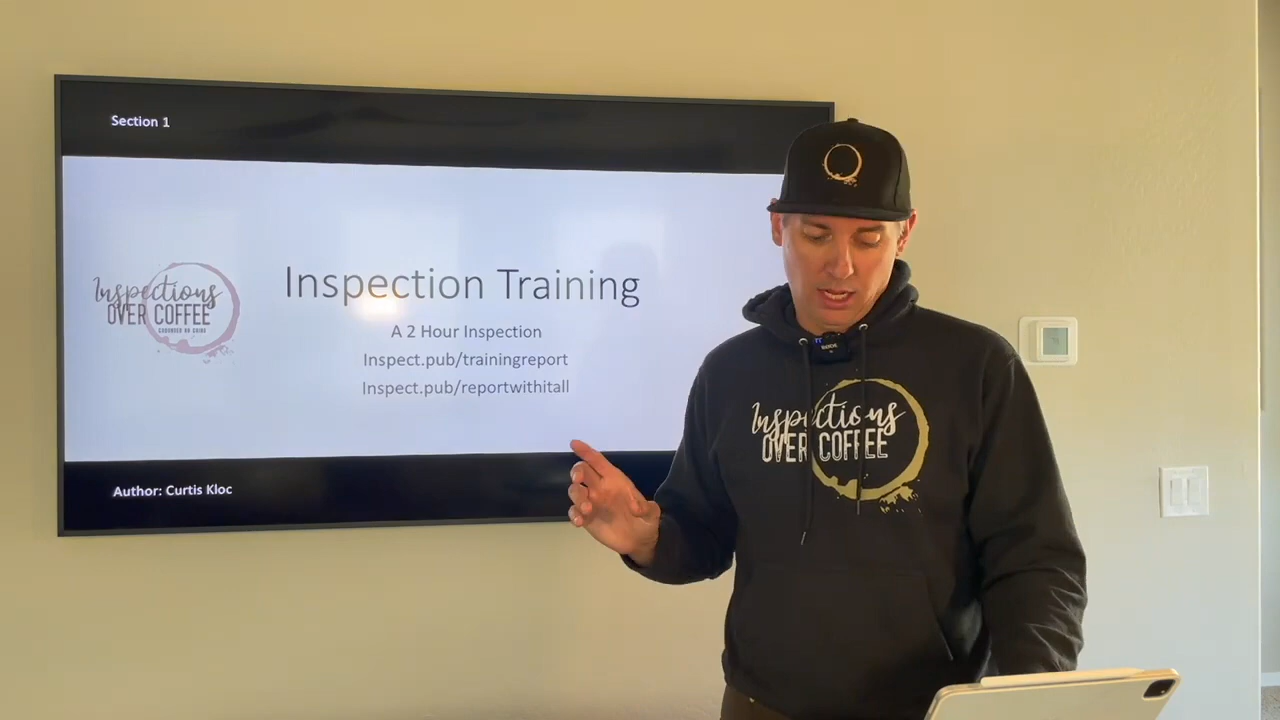 Section 1
Inspections
OVER COFFEE
Inspection Training
A 2 Hour Inspection
Inspect.pub/trainingreport
Inspect.pub/reportwithitall
Author: Curtis Kloc
RODE
Inspections
OVER COFFEE